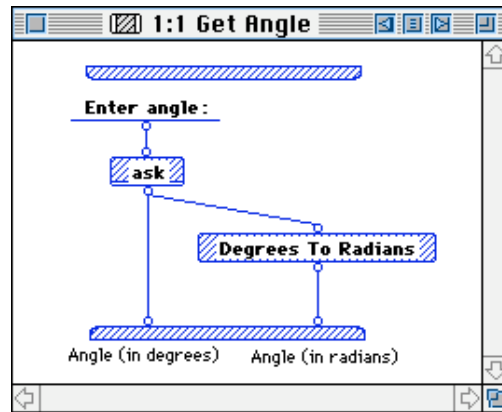 1:1 Get Angle
Enter angle:
ask
Degrees To Radians
Angle (in degrees) Angle (in radians)